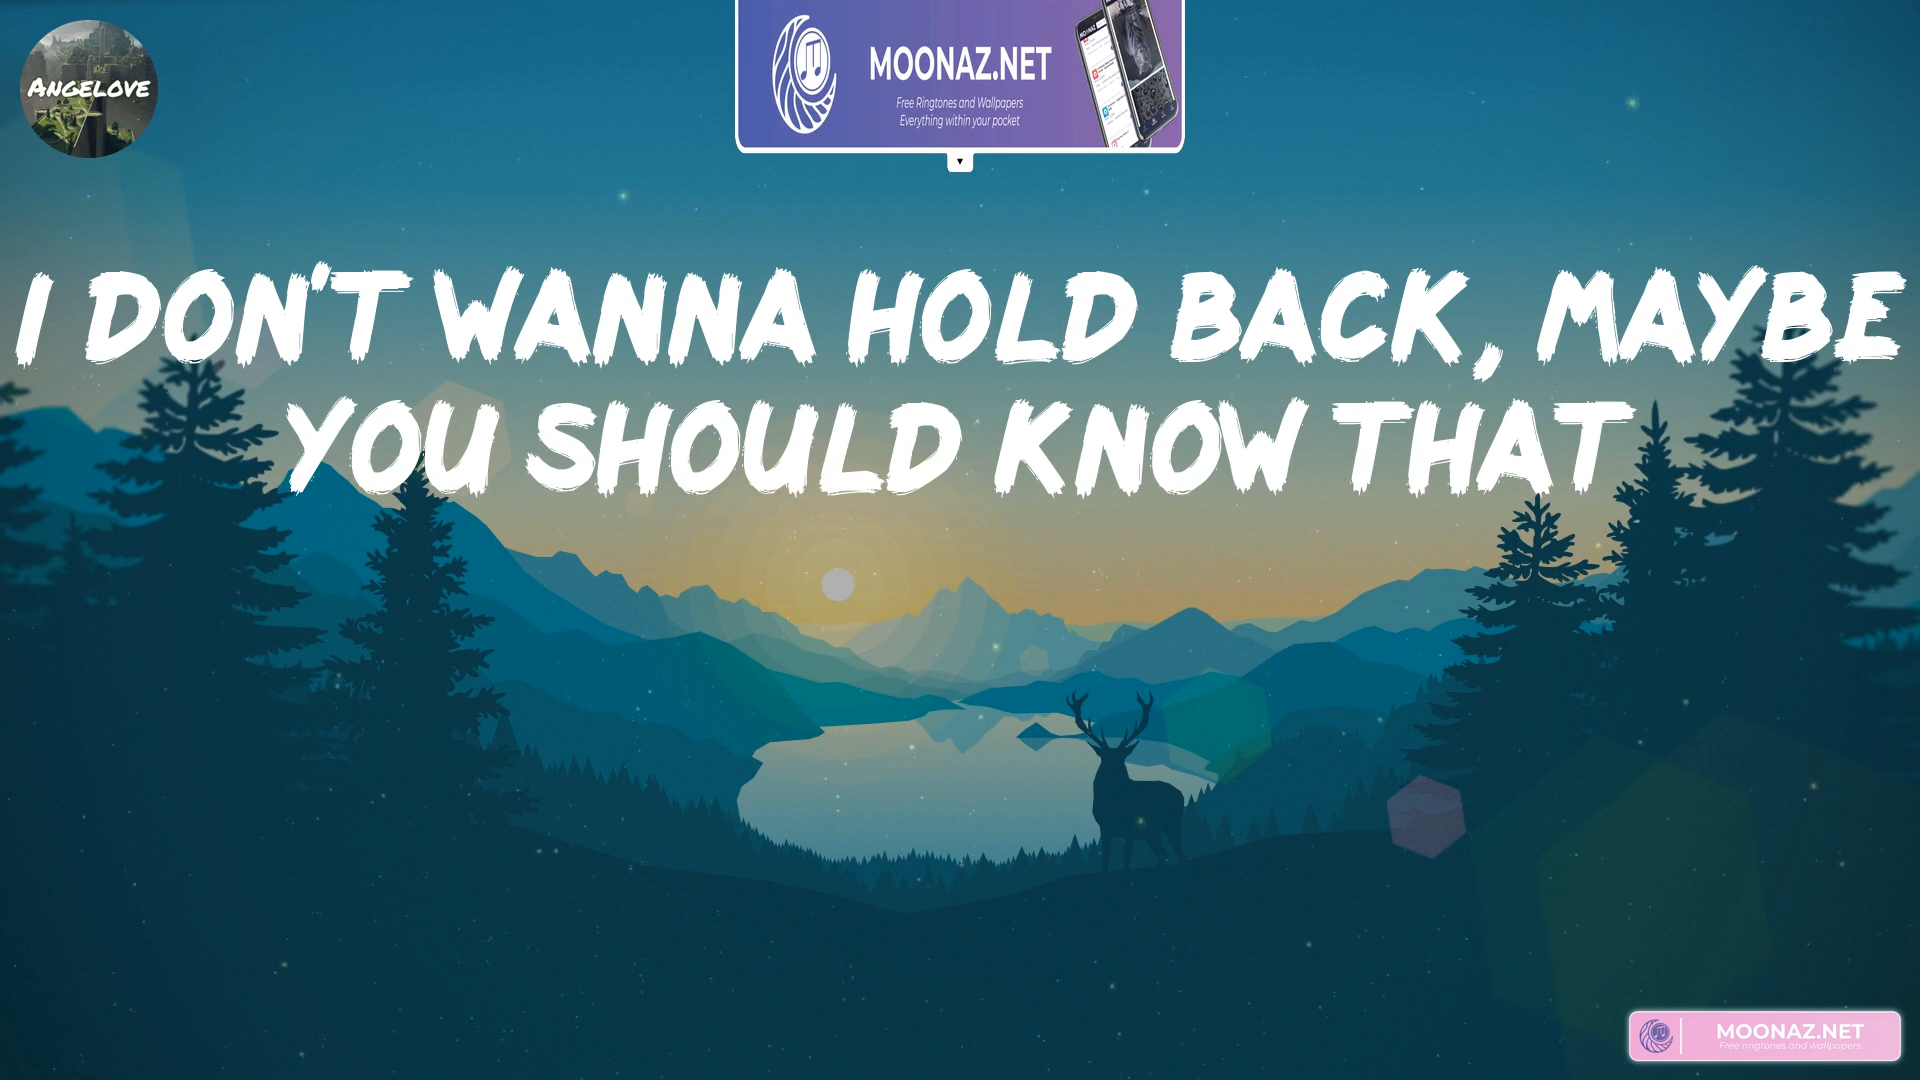 ANGELOVE
MOONAZ.NET
Free Ringtones and Wallpapers
Everything within your pocket
I DON'T WANNA HOLD BACK, MAYBE
YOU SHOULD KNOW THAT
MOONAZ.NET
Free ringtones and wallpapers